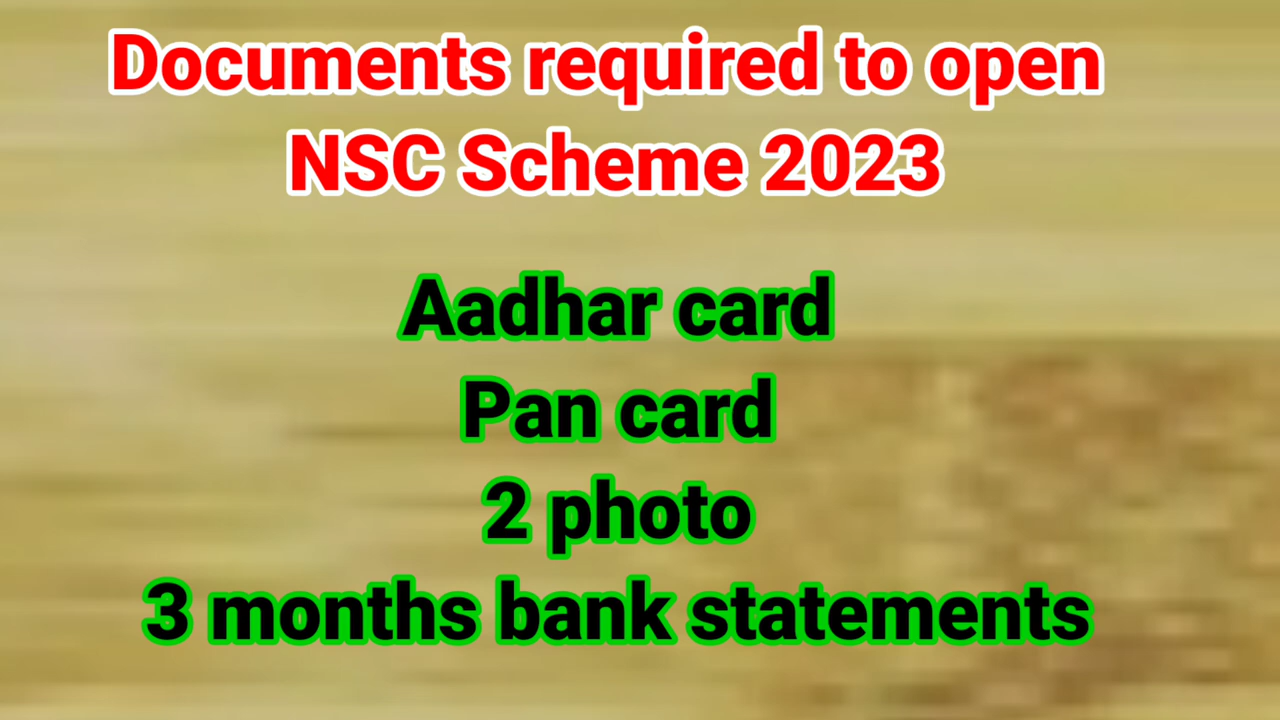 Documents required to open
NSC Scheme 2023
Aadhar card
Pan card
2 photo
3 months bank statements